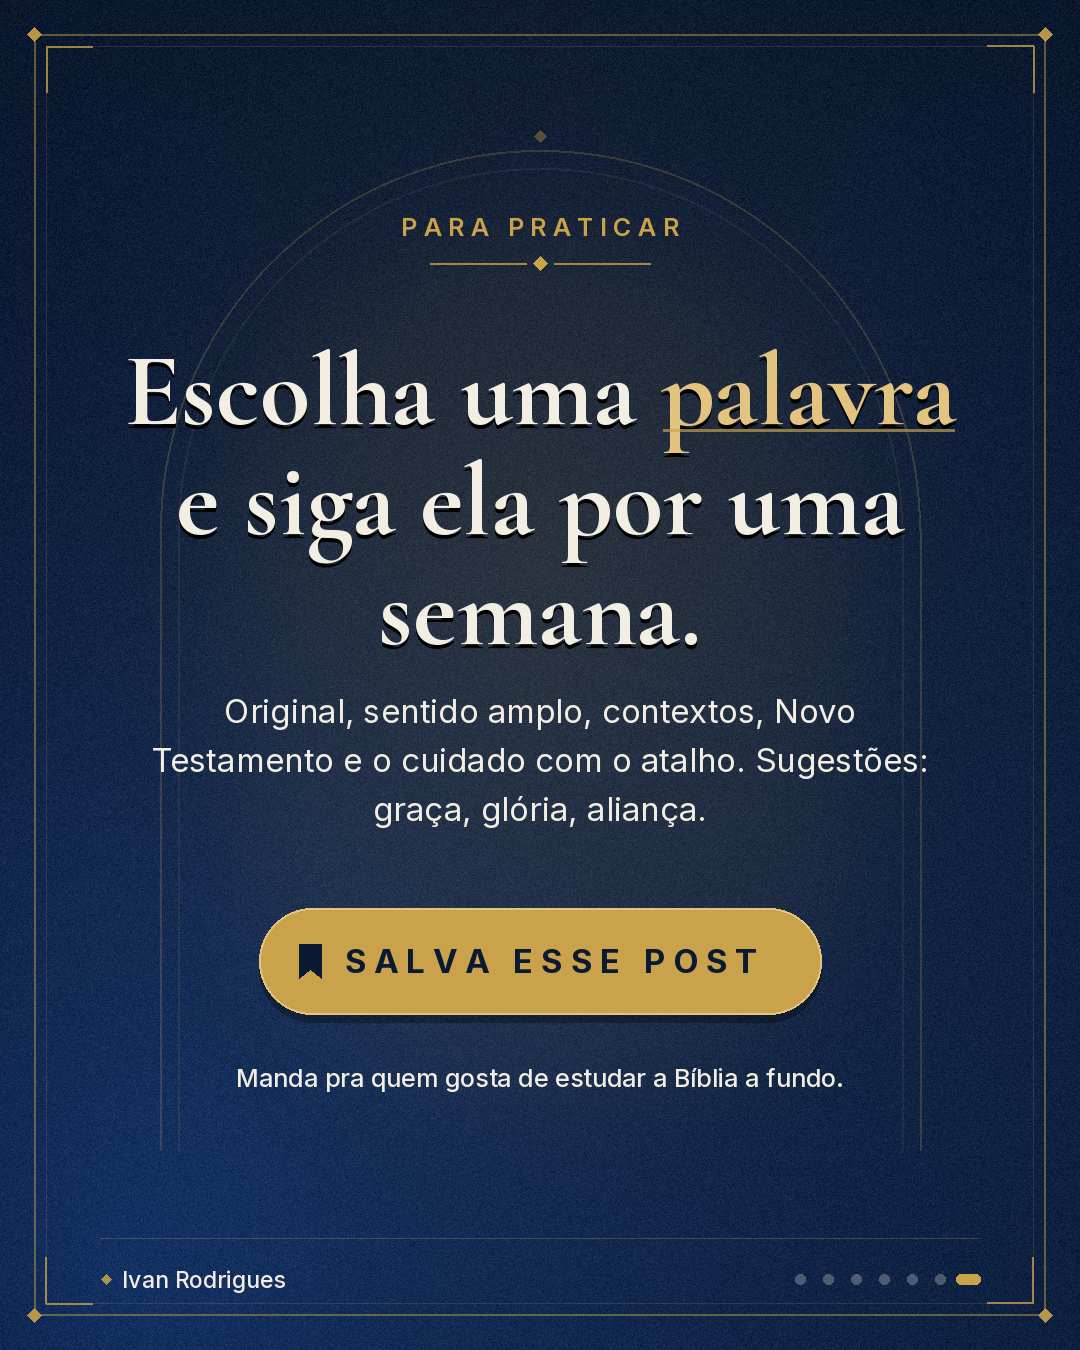 PARA PRATICAR
Escolha uma palavra
e siga ela por uma
semana.
Original, sentido amplo, contextos, Novo
Testamento e o cuidado com o atalho. Sugestões:
graça, glória, aliança.
SALVA ESSE POST
Manda pra quem gosta de estudar a Bíblia a fundo.
Ivan Rodrigues